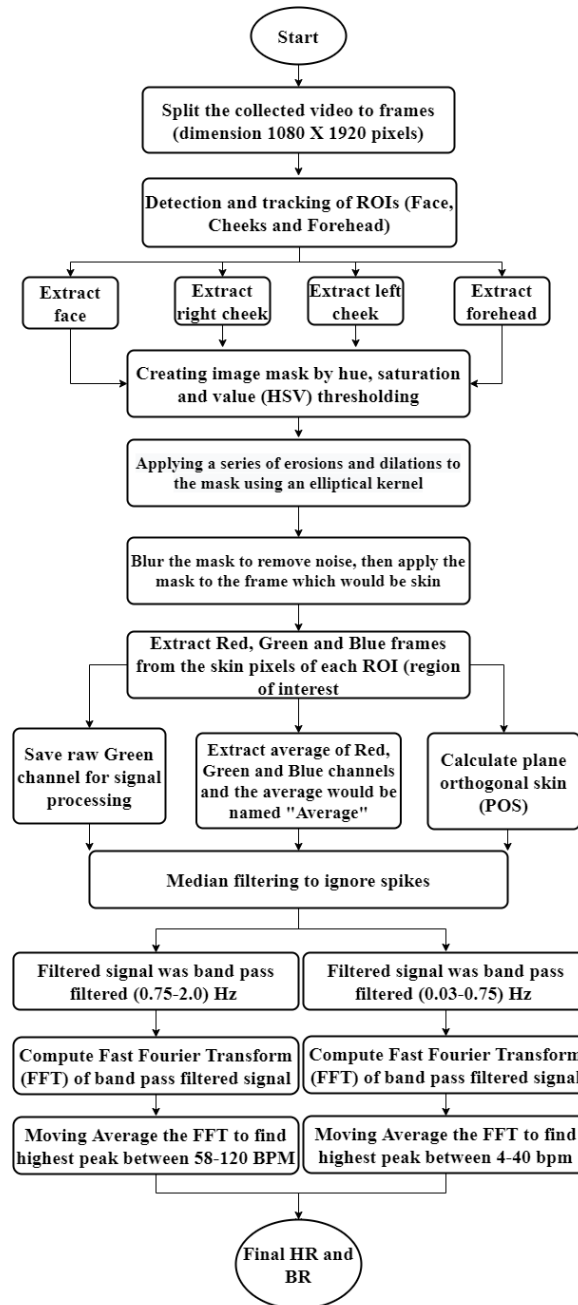 Start
Split the collected video to frames
(dimension 1080 X 1920 pixels)
Detection and tracking of ROIs (Face,
Cheeks and Forehead)
Extract
face
Extract
right cheek
Extract left
cheek
Extract
forehead
Creating image mask by hue, saturation
and value (HSV) thresholding
Applying a series of erosions and dilations to
the mask using an elliptical kernel
Blur the mask to remove noise, then apply the
mask to the frame which would be skin
Extract Red, Green and Blue frames
from the skin pixels of each ROI (region of
interest
Save raw Green
channel for signal
processing
Extract average of Red,
Green and Blue channels
and the average would be
named "Average"
Calculate plane
orthogonal skin
(POS)
Median filtering to ignore spikes
Filtered signal was band pass
filtered (0.75-2.0) Hz
Filtered signal was band pass
filtered (0.03-0.75) Hz
Compute Fast Fourier Transform
(FFT) of band pass filtered signal
Compute Fast Fourier Transform
(FFT) of band pass filtered signal
Moving Average the FFT to find
highest peak between 58-120 BPM
Moving Average the FFT to find
highest peak between 4-40 bpm
Final HR and
BR